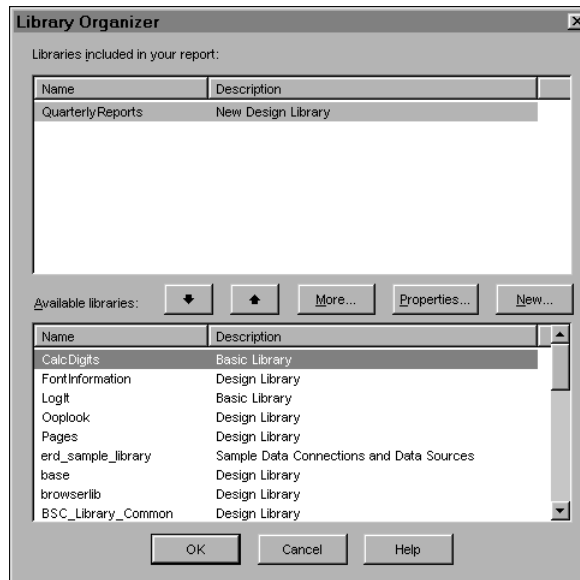 Library Organizer
Libraries included in your report:
Name Description
QuarterlyReports New Design Library
Available libraries: More... Properties... New...
Name Description
CalcDigits Basic Library
FontInformation Design Library
LogIt Basic Library
Ooplook Design Library
Pages Design Library
erd_sample_library Sample Data Connections and Data Sources
base Design Library
browserlib Design Library
BSC_Library_Common Design Library
OK Cancel Help